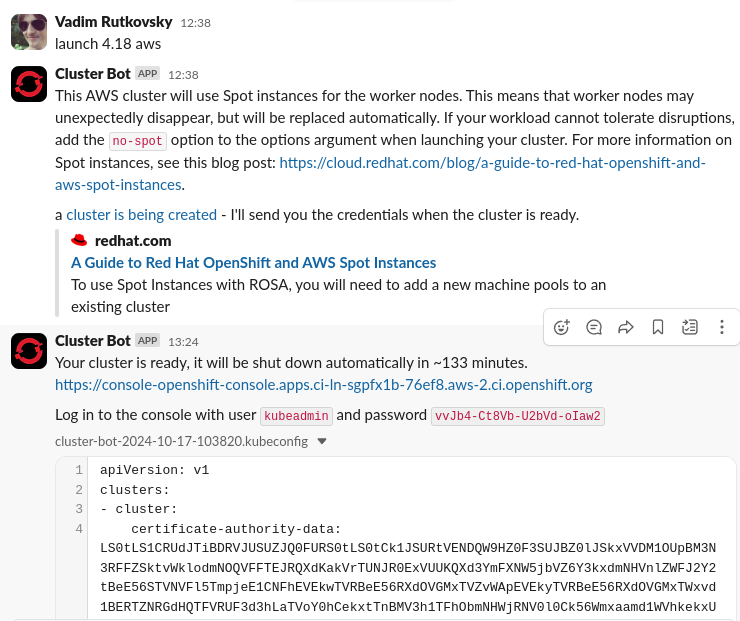 Vadim Rutkovsky 12:38
launch 4.18 aws
Cluster Bot APP 12:38
This AWS cluster will use Spot instances for the worker nodes. This means that worker nodes may
unexpectedly disappear, but will be replaced automatically. If your workload cannot tolerate disruptions,
add the no-spot option to the options argument when launching your cluster. For more information on
Spot instances, see this blog post: https://cloud.redhat.com/blog/a-guide-to-red-hat-openshift-and-
aws-spot-instances.
a cluster is being created - I'll send you the credentials when the cluster is ready.
redhat.com
A Guide to Red Hat OpenShift and AWS Spot Instances
To use Spot Instances with ROSA, you will need to add a new machine pools to an
existing cluster
Cluster Bot APP 13:24
Your cluster is ready, it will be shut down automatically in ~133 minutes.
https://console-openshift-console.apps.ci-ln-sgpfx1b-76ef8.aws-2.ci.openshift.org
Log in to the console with user kubeadmin and password vvJb4-Ct8Vb-U2bVd-oIaw2
cluster-bot-2024-10-17-103820.kubeconfig
1 apiVersion: v1
2 clusters:
3 - cluster:
4 certificate-authority-data:
LS0tLS1CRUdJTiBDRVJUSUZJQ0FURS0tLS0tCk1JSURtVENDQW9HZ0F3SUJBZ0lJSkxVVDM1OUpBM3N
3RFFZSktvWklodmNOQVFFTEJRQXdKakVrTUNJR0ExVUUKQXd3YmFXNW5jbVZ6Y3kxdmNHVnlZWFJ2Y2
tBeE56STVNVFl5TmpjeE1CNFhEVEkwTVRBeE56RXdOVGMxTVZvWApEVEkyTVRBeE56RXdOVGMxTWxvd
1BERTZNRGdHQTFVRUF3d3hLaTVoY0hCekxtTnBMV3h1TFhObmNHWjRNV0l0Ck56Wmxaamd1WVhkekxU